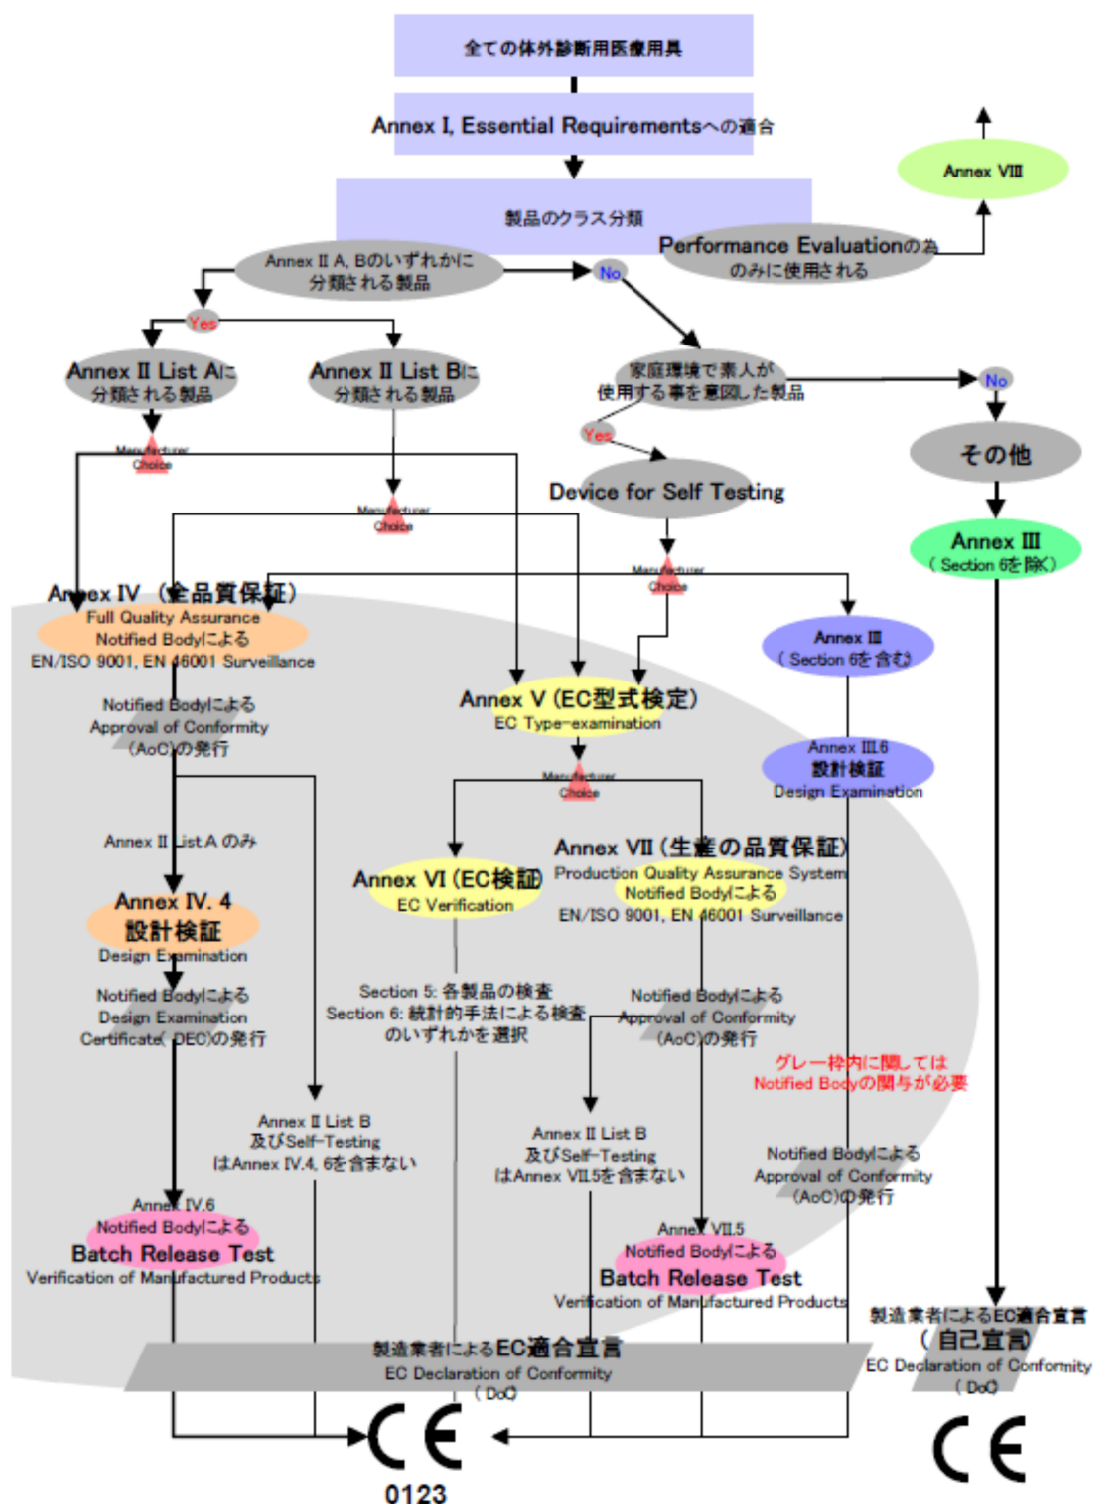 全ての体外診断用医療用具
Annex I, Essential Requirementsへの適合
Annex VIII
製品のクラス分類
Performance Evaluationの為
のみに使用される
Annex II A, Bのいずれかに
分類される製品
No
Yes
Annex II List Aに
分類される製品
Annex II List Bに
分類される製品
家庭環境で素人が
使用する事を意図した製品
No
Yes
Manufacturer
Choice
その他
Device for Self Testing
Manufacturer
Choice
Annex III
( Section 6を除く)
Manufacturer
Choice
Annex IV (全品質保証)
Full Quality Assurance
Notified Bodyによる
EN/ISO 9001, EN 46001 Surveillance
Annex III
( Section 6を含む)
Annex V (EC型式検定)
EC Type-examination
Notified Bodyによる
Approval of Conformity
(AoC)の発行
Annex III.6
設計検証
Design Examination
Manufacturer
Choice
Annex II List A のみ
Annex VI (EC検証)
EC Verification
Annex VII (生産の品質保証)
Production Quality Assurance System
Notified Bodyによる
EN/ISO 9001, EN 46001 Surveillance
Annex IV. 4
設計検証
Design Examination
Notified Bodyによる
Design Examination
Certificate( DEC)の発行
Section 5: 各製品の検査
Section 6: 統計的手法による検査
のいずれかを選択
Notified Bodyによる
Approval of Conformity
(AoC)の発行
グレー枠内に関しては
Notified Bodyの関与が必要
Annex II List B
及びSelf-Testing
はAnnex IV.4, 6を含まない
Annex II List B
及びSelf-Testing
はAnnex VII.5を含まない
Notified Bodyによる
Approval of Conformity
(AoC)の発行
Annex IV.6
Notified Bodyによる
Batch Release Test
Verification of Manufactured Products
Annex VII.5
Notified Bodyによる
Batch Release Test
Verification of Manufactured Products
製造業者によるEC適合宣言
EC Declaration of Conformity
( DoC)
製造業者によるEC適合宣言
( 自己宣言)
EC Declaration of Conformity
( DoC)
CE
0123
CE